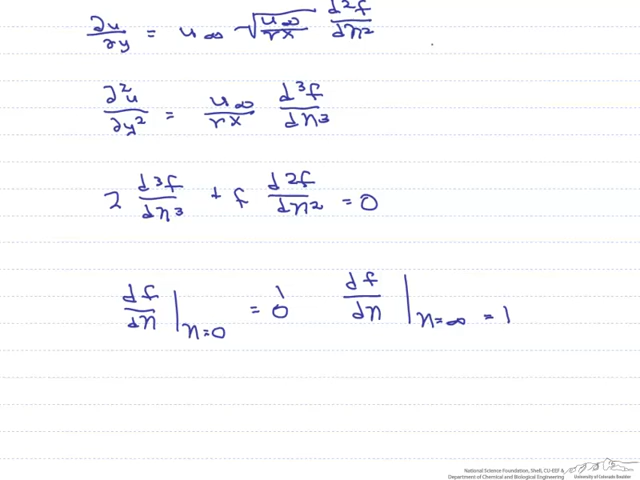 ∂u/∂y = u∞ √(u∞/νx) d2f/dη2
∂²u/∂y² = u∞/νx d³f/dη3
2 d³f/dη3 + f d2f/dη2 = 0
df/dη |η=0 = 0, df/dη |η=∞ = 1
National Science Foundation, Shell, CU-EEF &
Department of Chemical and Biological Engineering
University of Colorado Boulder